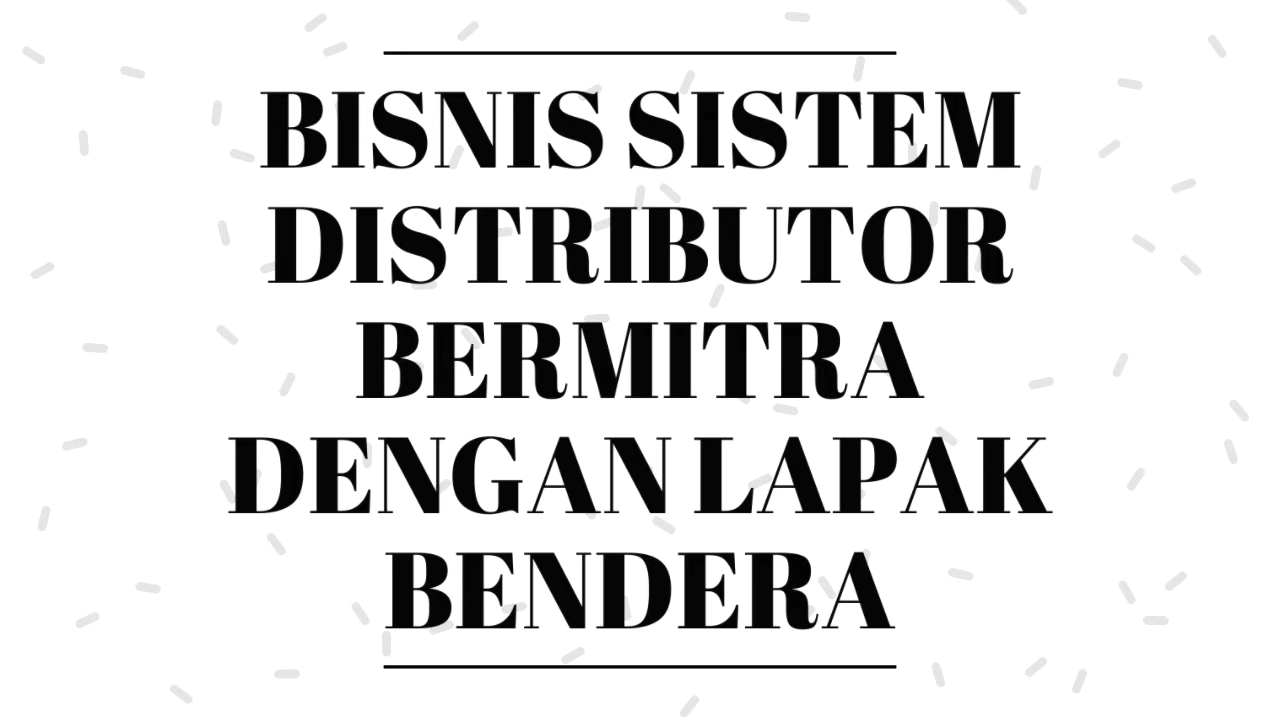 BISNIS SISTEM
DISTRIBUTOR
BERMITRA
DENGAN LAPAK
BENDERA